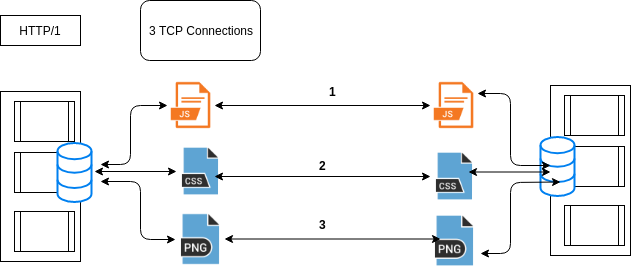 HTTP/1
3 TCP Connections
JS
1
JS
CSS
2
CSS
PNG
3
PNG